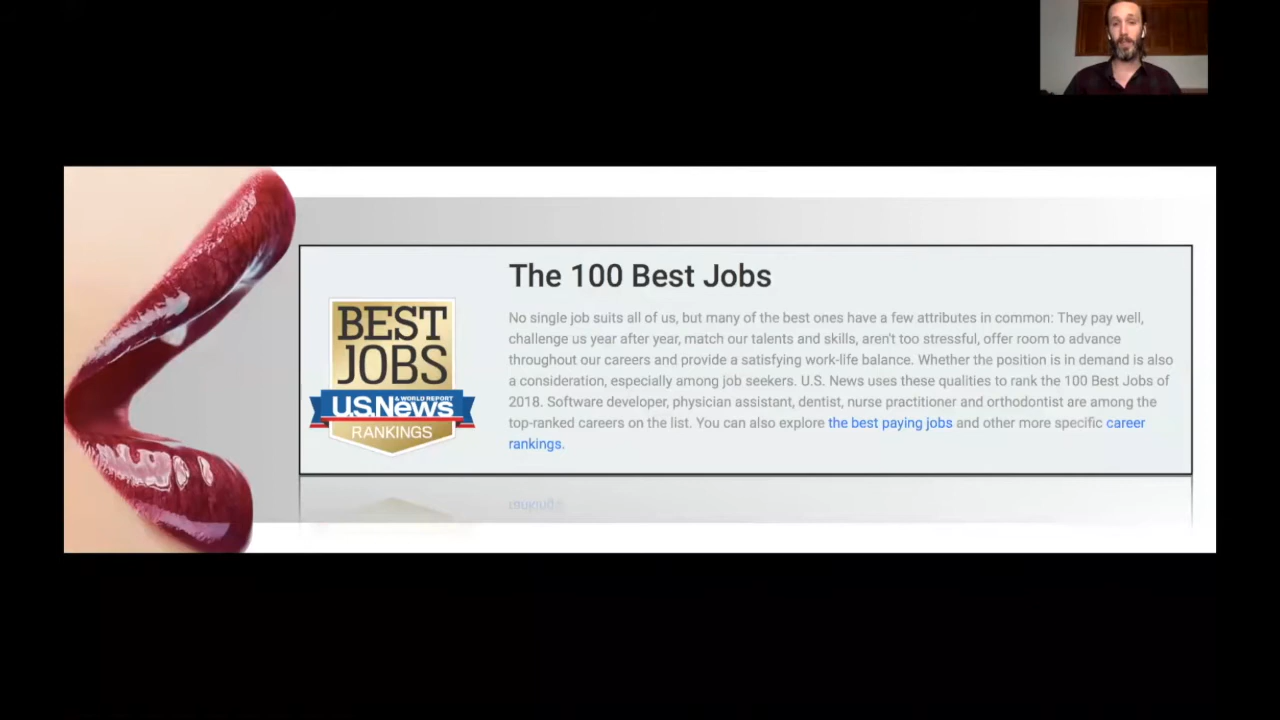 The 100 Best Jobs
BEST
JOBS
& WORLD REPORT
U.S.News
RANKINGS
No single job suits all of us, but many of the best ones have a few attributes in common: They pay well,
challenge us year after year, match our talents and skills, aren't too stressful, offer room to advance
throughout our careers and provide a satisfying work-life balance. Whether the position is in demand is also
a consideration, especially among job seekers. U.S. News uses these qualities to rank the 100 Best Jobs of
2018. Software developer, physician assistant, dentist, nurse practitioner and orthodontist are among the
top-ranked careers on the list. You can also explore the best paying jobs and other more specific career
rankings.